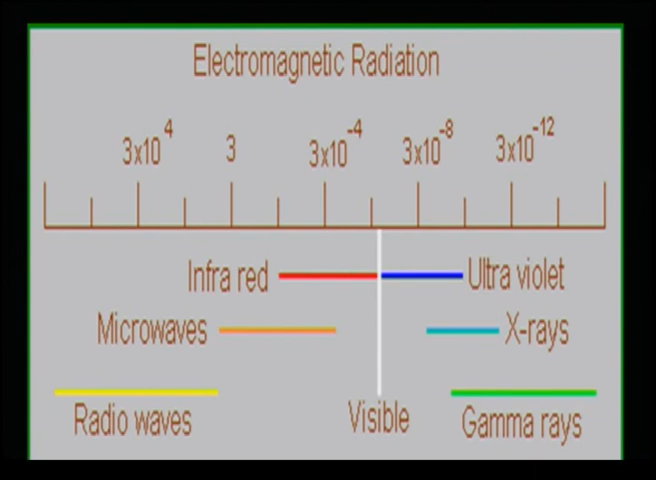 Electromagnetic Radiation
3x10^4 3 3x10^-4 3x10^-8 3x10^-12
Infra red Ultra violet
Microwaves X-rays
Radio waves Visible Gamma rays